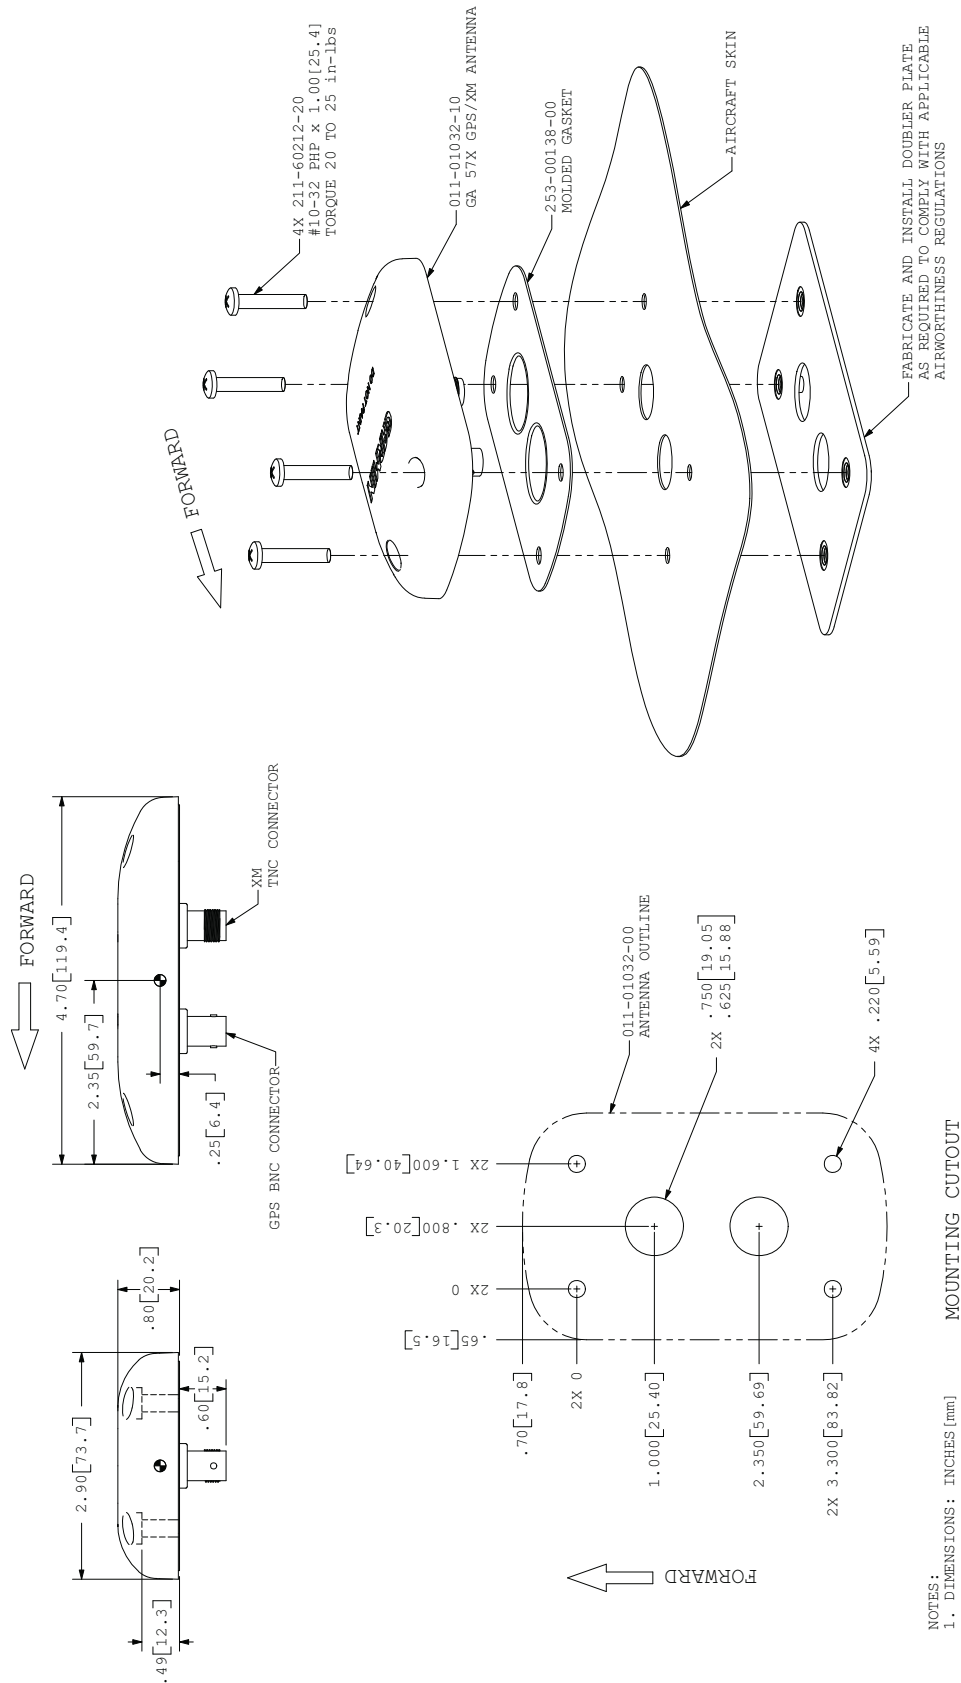 FORWARD
2.90[73.7]
.80[20.2]
.49[12.3]
.60[15.2]
FORWARD
4.70[119.4]
2.35[59.7]
.25[6.4]
GPS BNC CONNECTOR
XM
TNC CONNECTOR
4X 211-60212-20
#10-32 PHP x 1.00[25.4]
TORQUE 20 TO 25 in-lbs
011-01032-10
GA 57X GPS/XM ANTENNA
253-00138-00
MOLDED GASKET
AIRCRAFT SKIN
FABRICATE AND INSTALL DOUBLER PLATE
AS REQUIRED TO COMPLY WITH APPLICABLE
AIRWORTHINESS REGULATIONS
FORWARD
.65[16.5]
2X 0
2X .800[20.3]
2X 1.600[40.64]
.70[17.8]
2X 0
1.000[25.40]
2.350[59.69]
2X 3.300[83.82]
011-01032-00
ANTENNA OUTLINE
2X .750[19.05]
.625[15.88]
4X .220[5.59]
MOUNTING CUTOUT
NOTES:
1. DIMENSIONS: INCHES[mm]